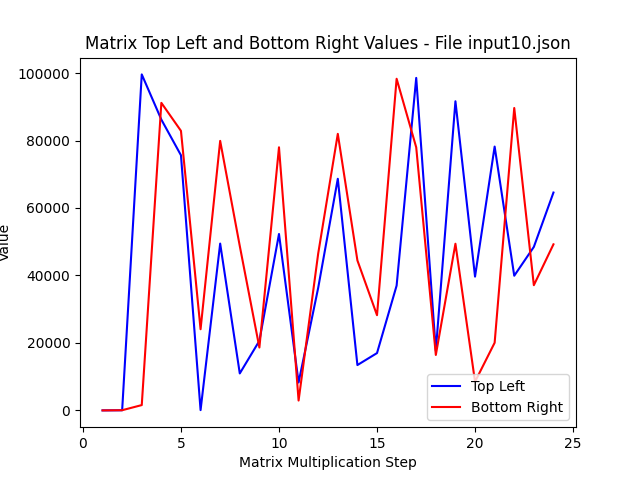 Matrix Top Left and Bottom Right Values - File input10.json
100000
80000
60000
40000
20000
0
Value
0 5 10 15 20 25
Matrix Multiplication Step
Top Left
Bottom Right